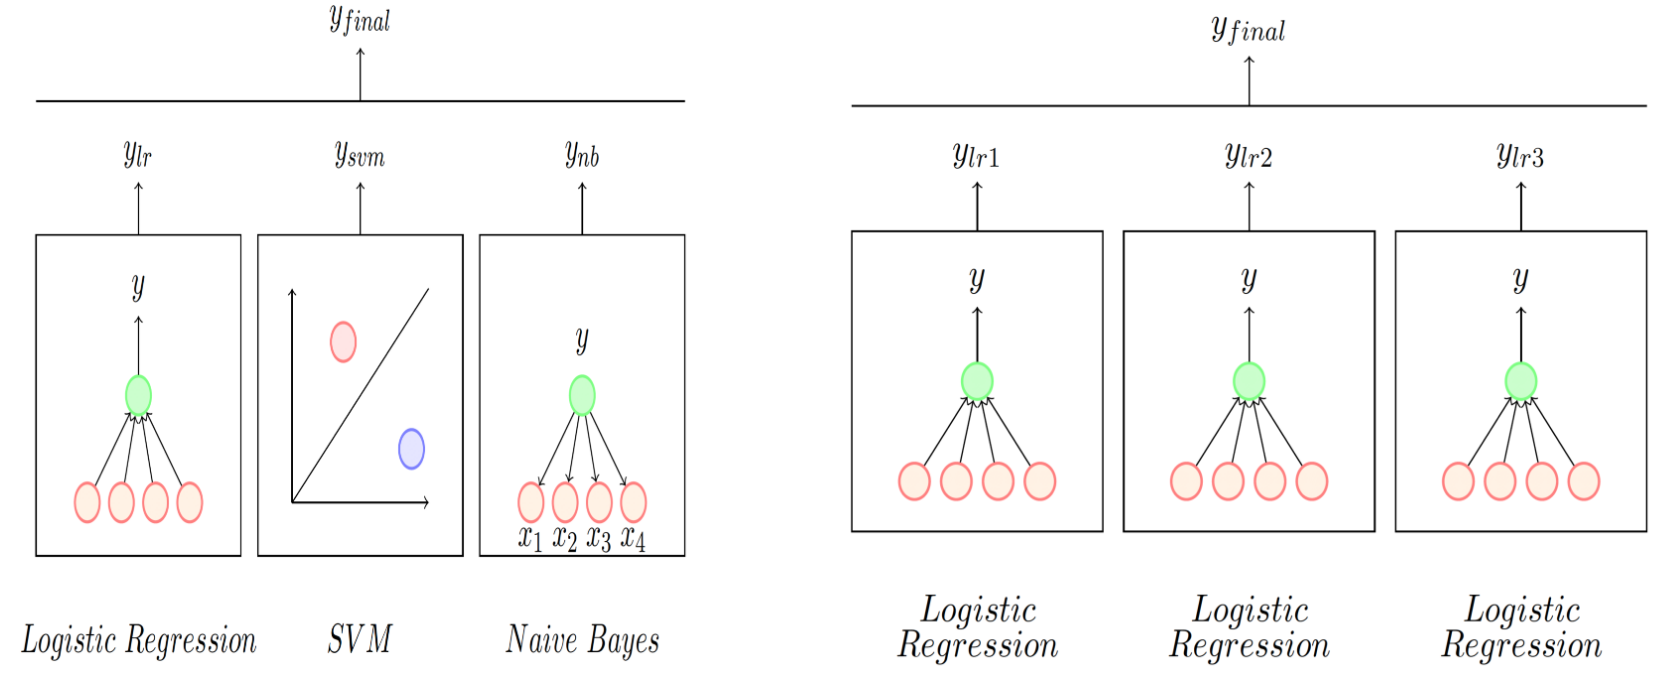 y_final
y_lr y_svm y_nb
y
y
x_1 x_2 x_3 x_4
Logistic Regression SVM Naive Bayes
y_final
y_lr1 y_lr2 y_lr3
y y y
Logistic Logistic Logistic
Regression Regression Regression